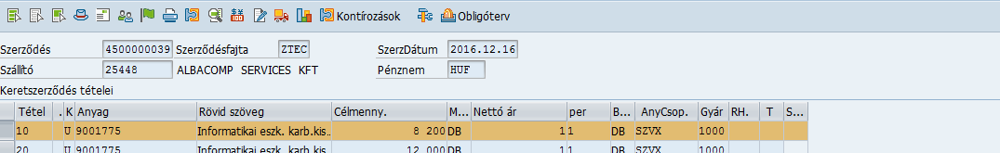 Kontírozások Obligóterv
Szerződés 4500000039 Szerződésfajta ZTEC SzerzDátum 2016.12.16
Szállító 25448 ALBACOMP SERVICES KFT Pénznem HUF
Keretszerződés tételei
Tétel . K Anyag Rövid szöveg Célmenny. M... Nettó ár per B... AnyCsop. Gyár RH. T S...
10 U 9001775 Informatikai eszk. karb.kis... 8 200 DB 1 1 DB SZVX 1000
20 U 9001775 Informatikai eszk. karb.kis... 12 000 DB 1 1 DB SZVX 1000